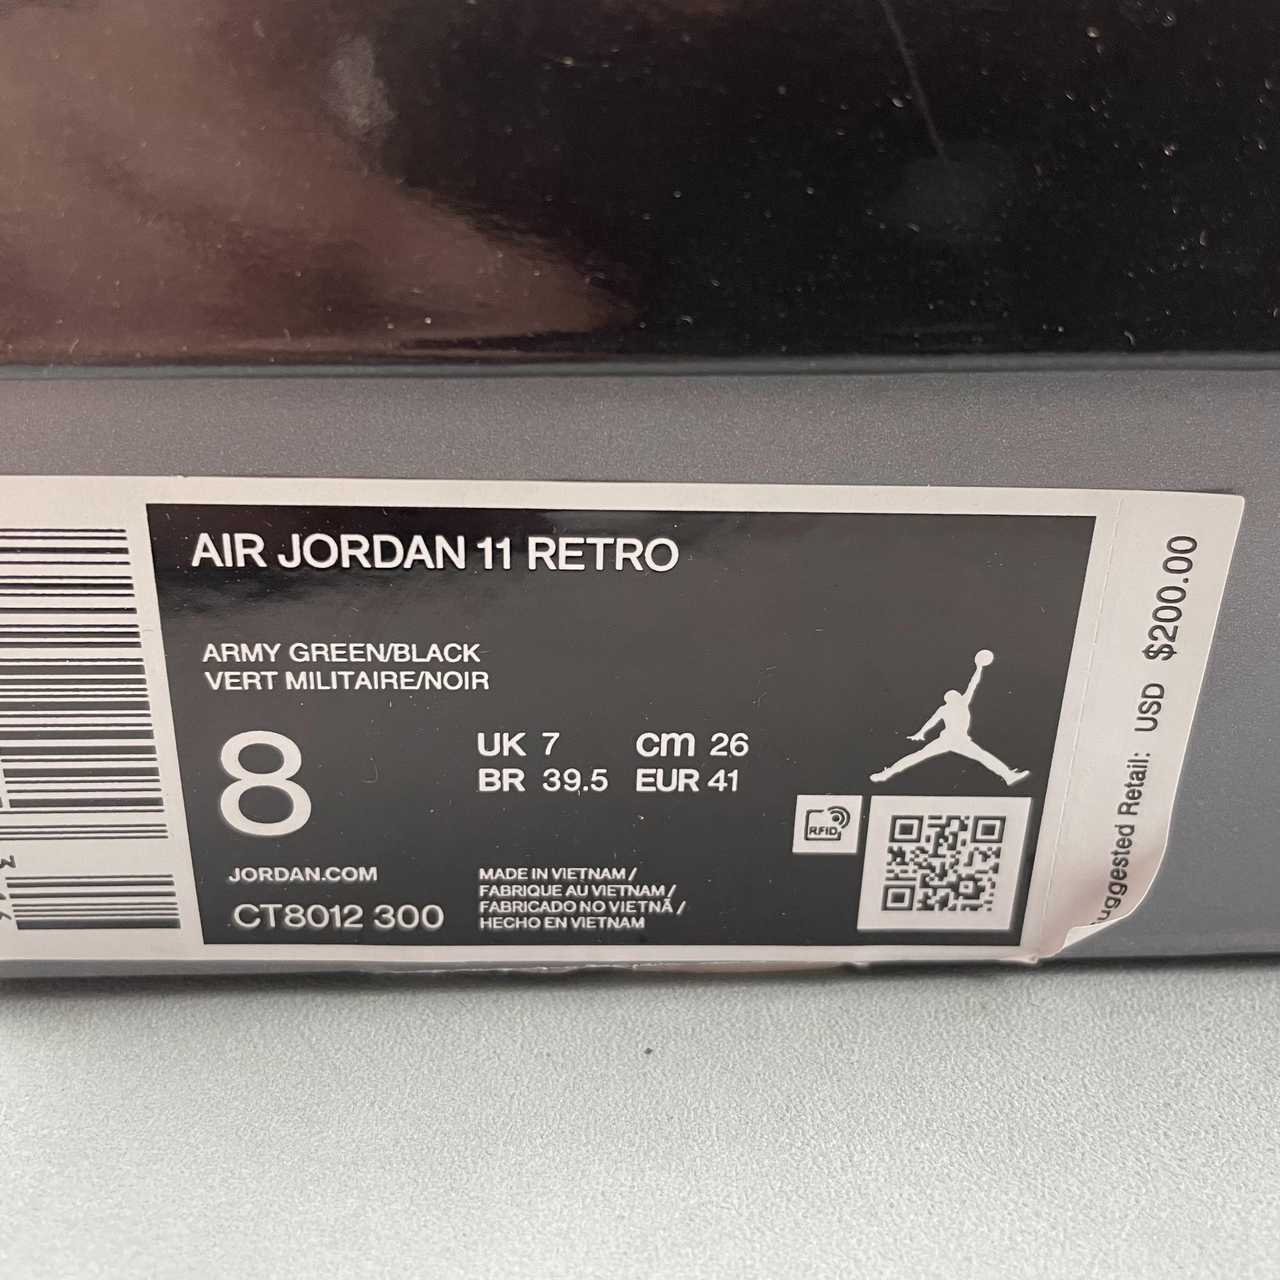 AIR JORDAN 11 RETRO
ARMY GREEN/BLACK
VERT MILITAIRE/NOIR
8
UK 7 cm 26
BR 39.5 EUR 41
RFID
JORDAN.COM
CT8012 300
MADE IN VIETNAM /
FABRIQUE AU VIETNAM /
FABRICADO NO VIETNÃ /
HECHO EN VIETNAM
uggested Retail: USD $200.00